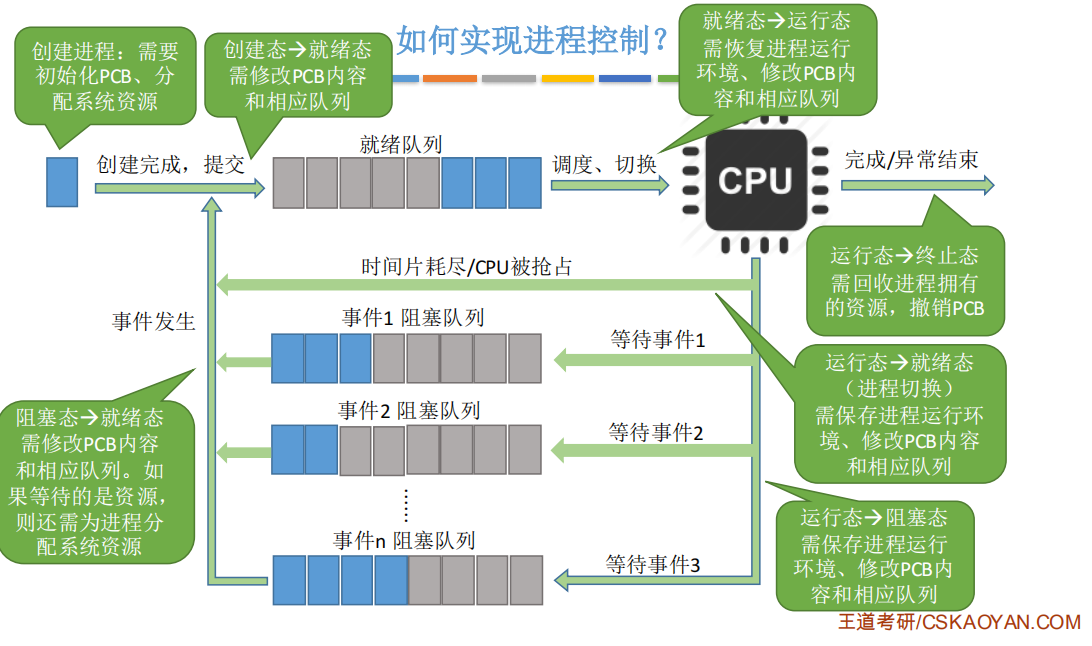 如何实现进程控制？
创建进程：需要
初始化PCB、分
配系统资源
创建态→就绪态
需修改PCB内容
和相应队列
就绪态→运行态
需恢复进程运行
环境、修改PCB内
容和相应队列
创建完成，提交
就绪队列
调度、切换
CPU
完成/异常结束
运行态→终止态
需回收进程拥有
的资源，撤销PCB
时间片耗尽/CPU被抢占
事件发生
事件1 阻塞队列
等待事件1
运行态→就绪态
（进程切换）
需保存进程运行环
境、修改PCB内容
和相应队列
阻塞态→就绪态
需修改PCB内容
和相应队列。如
果等待的是资源，
则还需为进程分
配系统资源
事件2 阻塞队列
等待事件2
……
事件n 阻塞队列
等待事件3
运行态→阻塞态
需保存进程运行
环境、修改PCB内
容和相应队列
王道考研/CSKAOYAN.COM